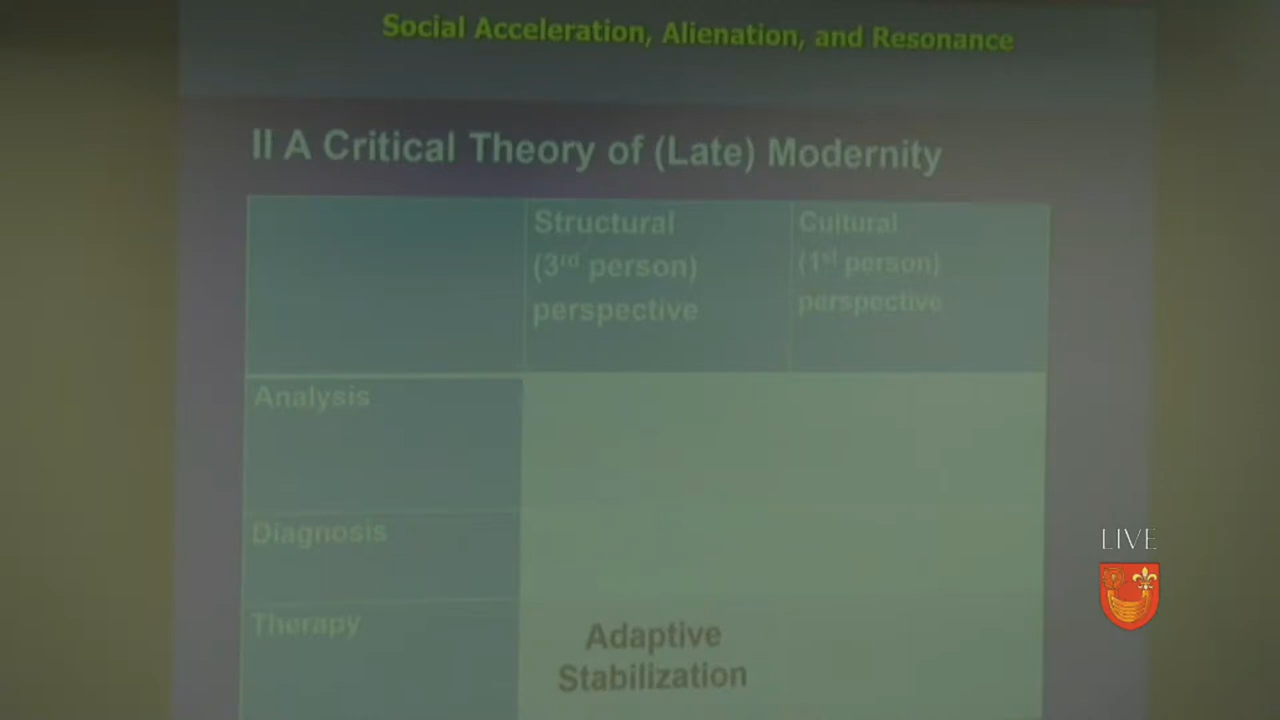 Social Acceleration, Alienation, and Resonance
II A Critical Theory of (Late) Modernity
Structural
(3rd person)
perspective
Cultural
(1st person)
perspective
Analysis
Diagnosis
Therapy
Adaptive
Stabilization
LIVE